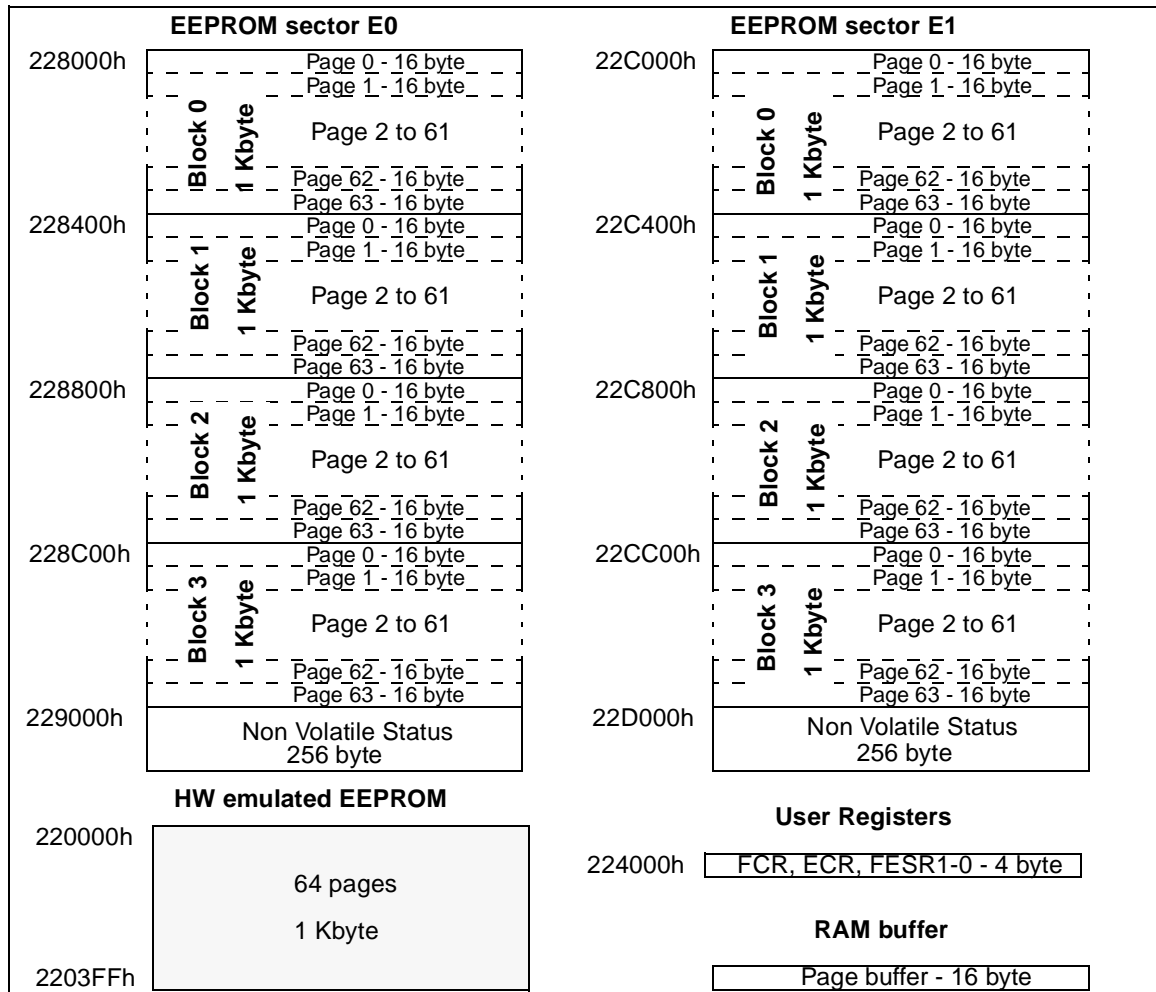 EEPROM sector E0
228000h
Page 0 - 16 byte
Page 1 - 16 byte
Block 0
1 Kbyte
Page 2 to 61
Page 62 - 16 byte
Page 63 - 16 byte
228400h
Page 0 - 16 byte
Page 1 - 16 byte
Block 1
1 Kbyte
Page 2 to 61
Page 62 - 16 byte
Page 63 - 16 byte
228800h
Page 0 - 16 byte
Page 1 - 16 byte
Block 2
1 Kbyte
Page 2 to 61
Page 62 - 16 byte
Page 63 - 16 byte
228C00h
Page 0 - 16 byte
Page 1 - 16 byte
Block 3
1 Kbyte
Page 2 to 61
Page 62 - 16 byte
Page 63 - 16 byte
229000h
Non Volatile Status
256 byte
EEPROM sector E1
22C000h
Page 0 - 16 byte
Page 1 - 16 byte
Block 0
1 Kbyte
Page 2 to 61
Page 62 - 16 byte
Page 63 - 16 byte
22C400h
Page 0 - 16 byte
Page 1 - 16 byte
Block 1
1 Kbyte
Page 2 to 61
Page 62 - 16 byte
Page 63 - 16 byte
22C800h
Page 0 - 16 byte
Page 1 - 16 byte
Block 2
1 Kbyte
Page 2 to 61
Page 62 - 16 byte
Page 63 - 16 byte
22CC00h
Page 0 - 16 byte
Page 1 - 16 byte
Block 3
1 Kbyte
Page 2 to 61
Page 62 - 16 byte
Page 63 - 16 byte
22D000h
Non Volatile Status
256 byte
HW emulated EEPROM
220000h
64 pages
1 Kbyte
2203FFh
User Registers
224000h
FCR, ECR, FESR1-0 - 4 byte
RAM buffer
Page buffer - 16 byte